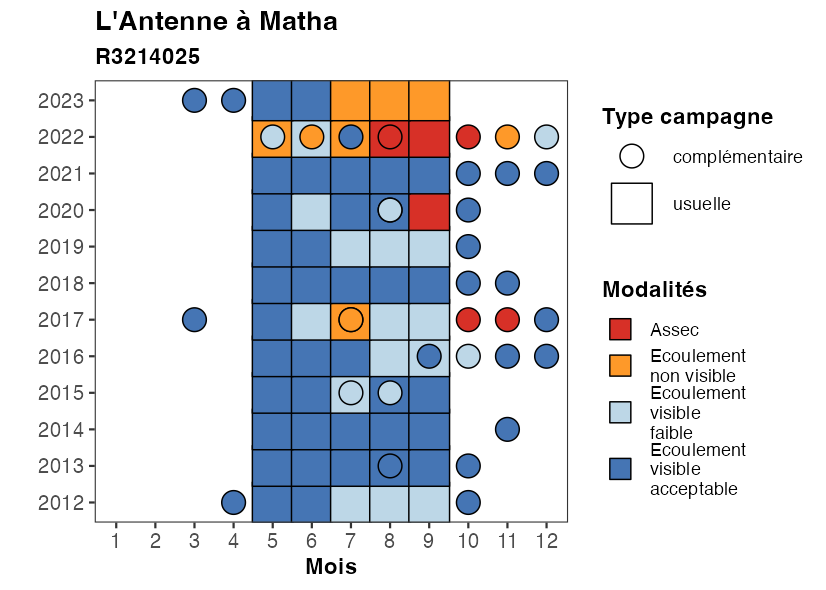 L'Antenne à Matha
R3214025
2023
2022
2021
2020
2019
2018
2017
2016
2015
2014
2013
2012
1 2 3 4 5 6 7 8 9 10 11 12
Mois
Type campagne
complémentaire
usuelle
Modalités
Assec
Ecoulement
non visible
Ecoulement
visible
faible
Ecoulement
visible
acceptable